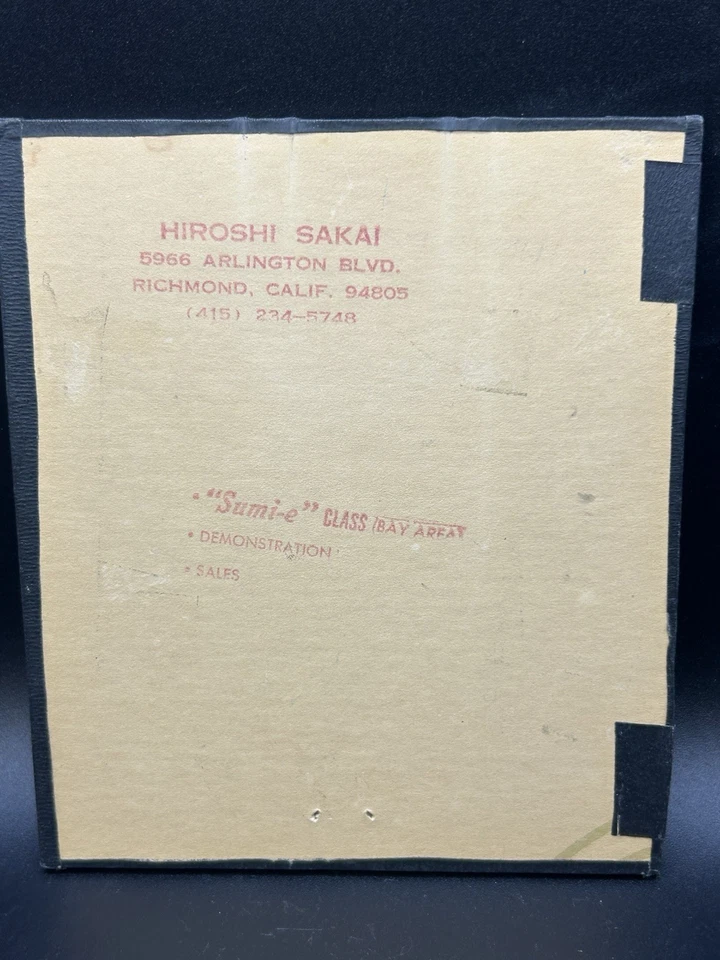 HIROSHI SAKAI
5966 ARLINGTON BLVD.
RICHMOND, CALIF. 94805
(415) 234-5748
• "Sumi-e" CLASS (BAY AREA)
• DEMONSTRATION
• SALES